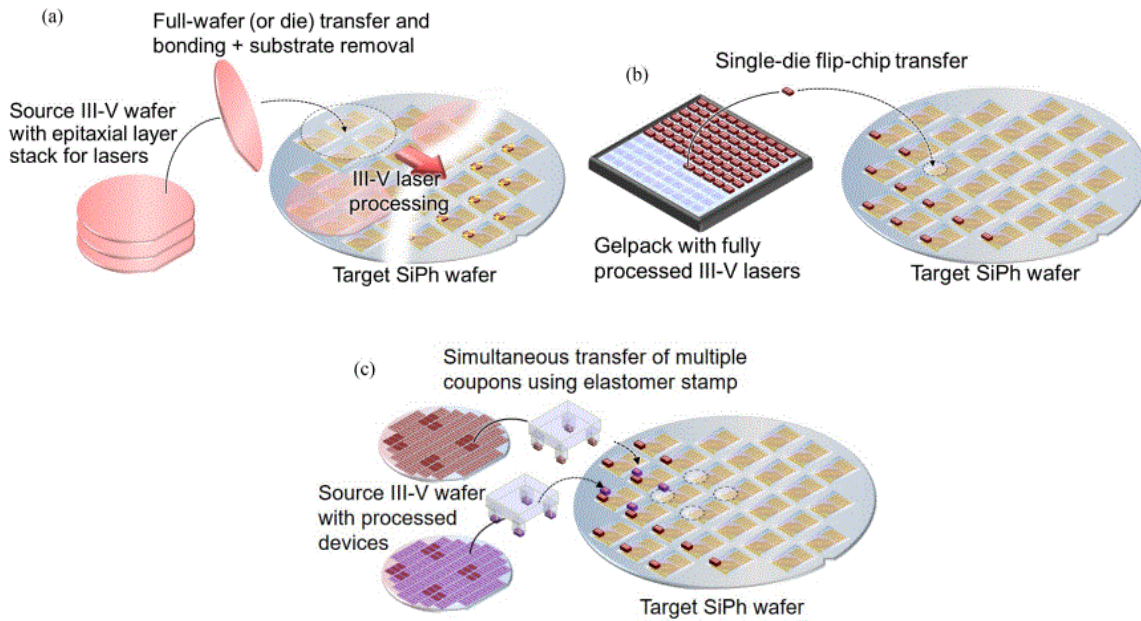 (a)
Full-wafer (or die) transfer and
bonding + substrate removal
Source III-V wafer
with epitaxial layer
stack for lasers
III-V laser
processing
Target SiPh wafer
(b)
Single-die flip-chip transfer
Gelpack with fully
processed III-V lasers
Target SiPh wafer
(c)
Simultaneous transfer of multiple
coupons using elastomer stamp
Source III-V wafer
with processed
devices
Target SiPh wafer